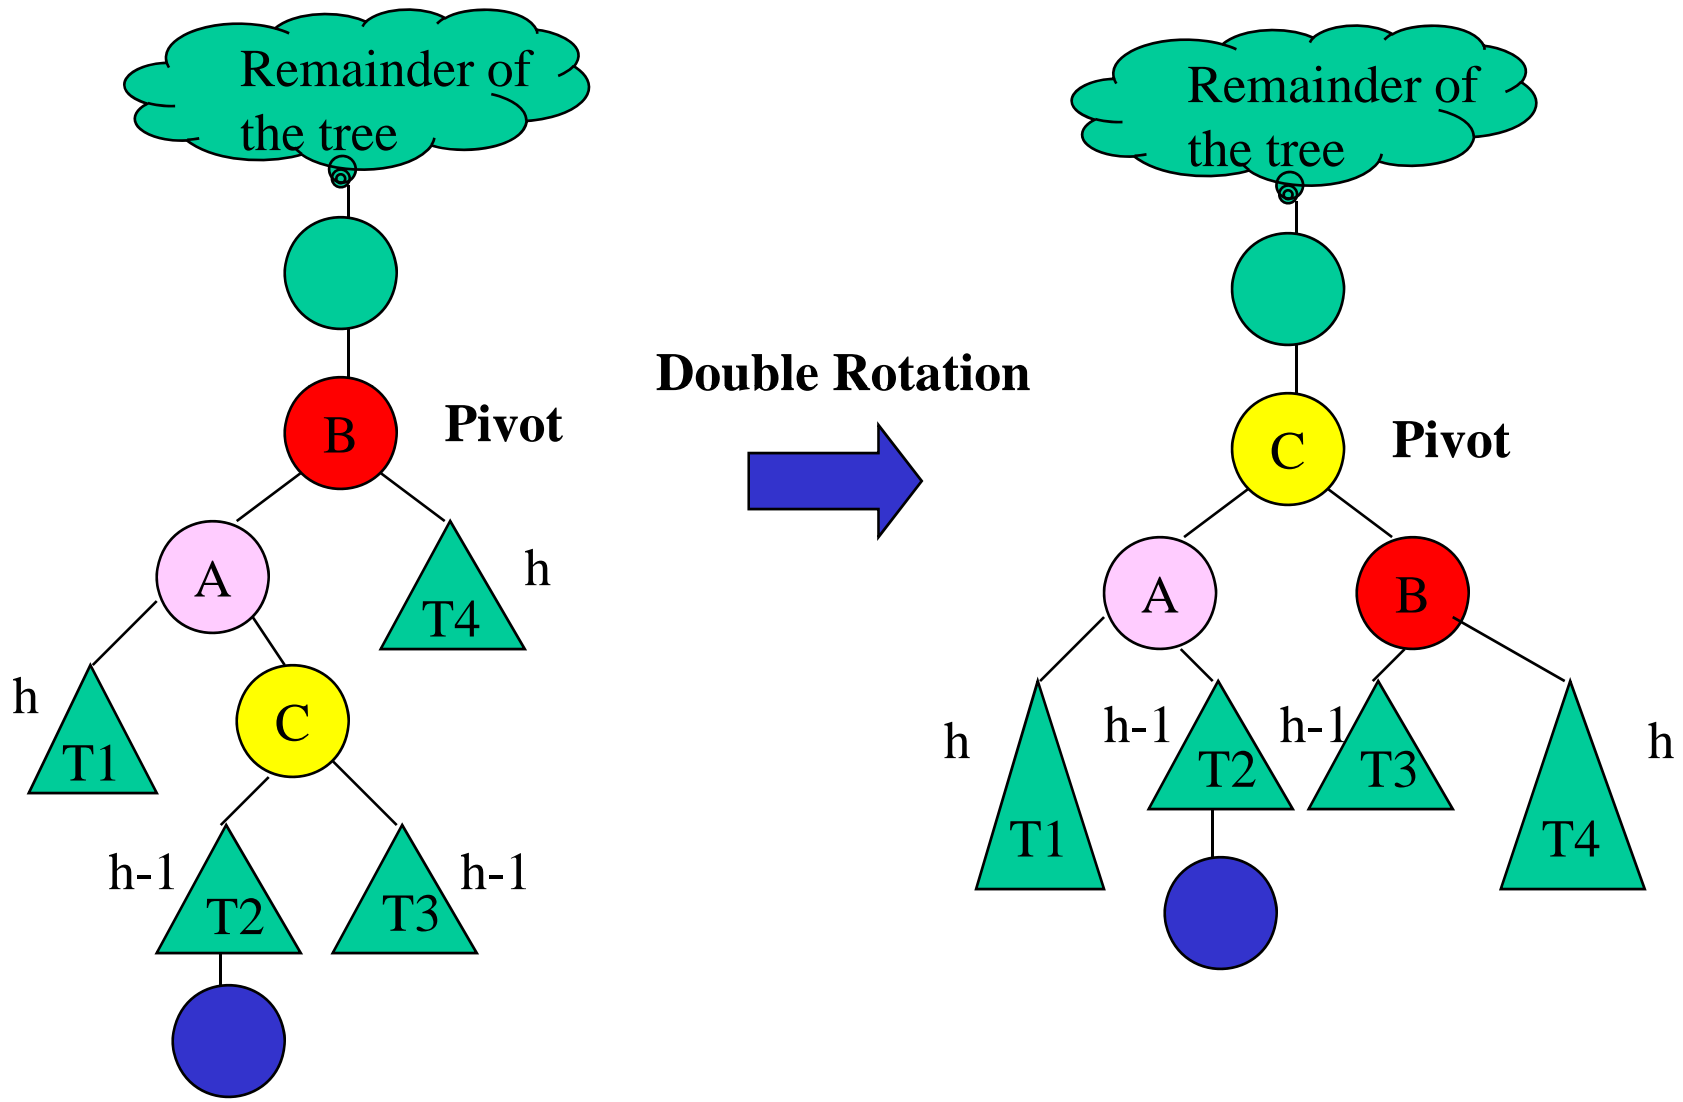 Remainder of
the tree
Remainder of
the tree
Double Rotation
B
Pivot
C
Pivot
A
h
T4
A
B
h
T1
C
h
T1
h-1
T2
h-1
T3
h
T4
h-1
T2
T3
h-1